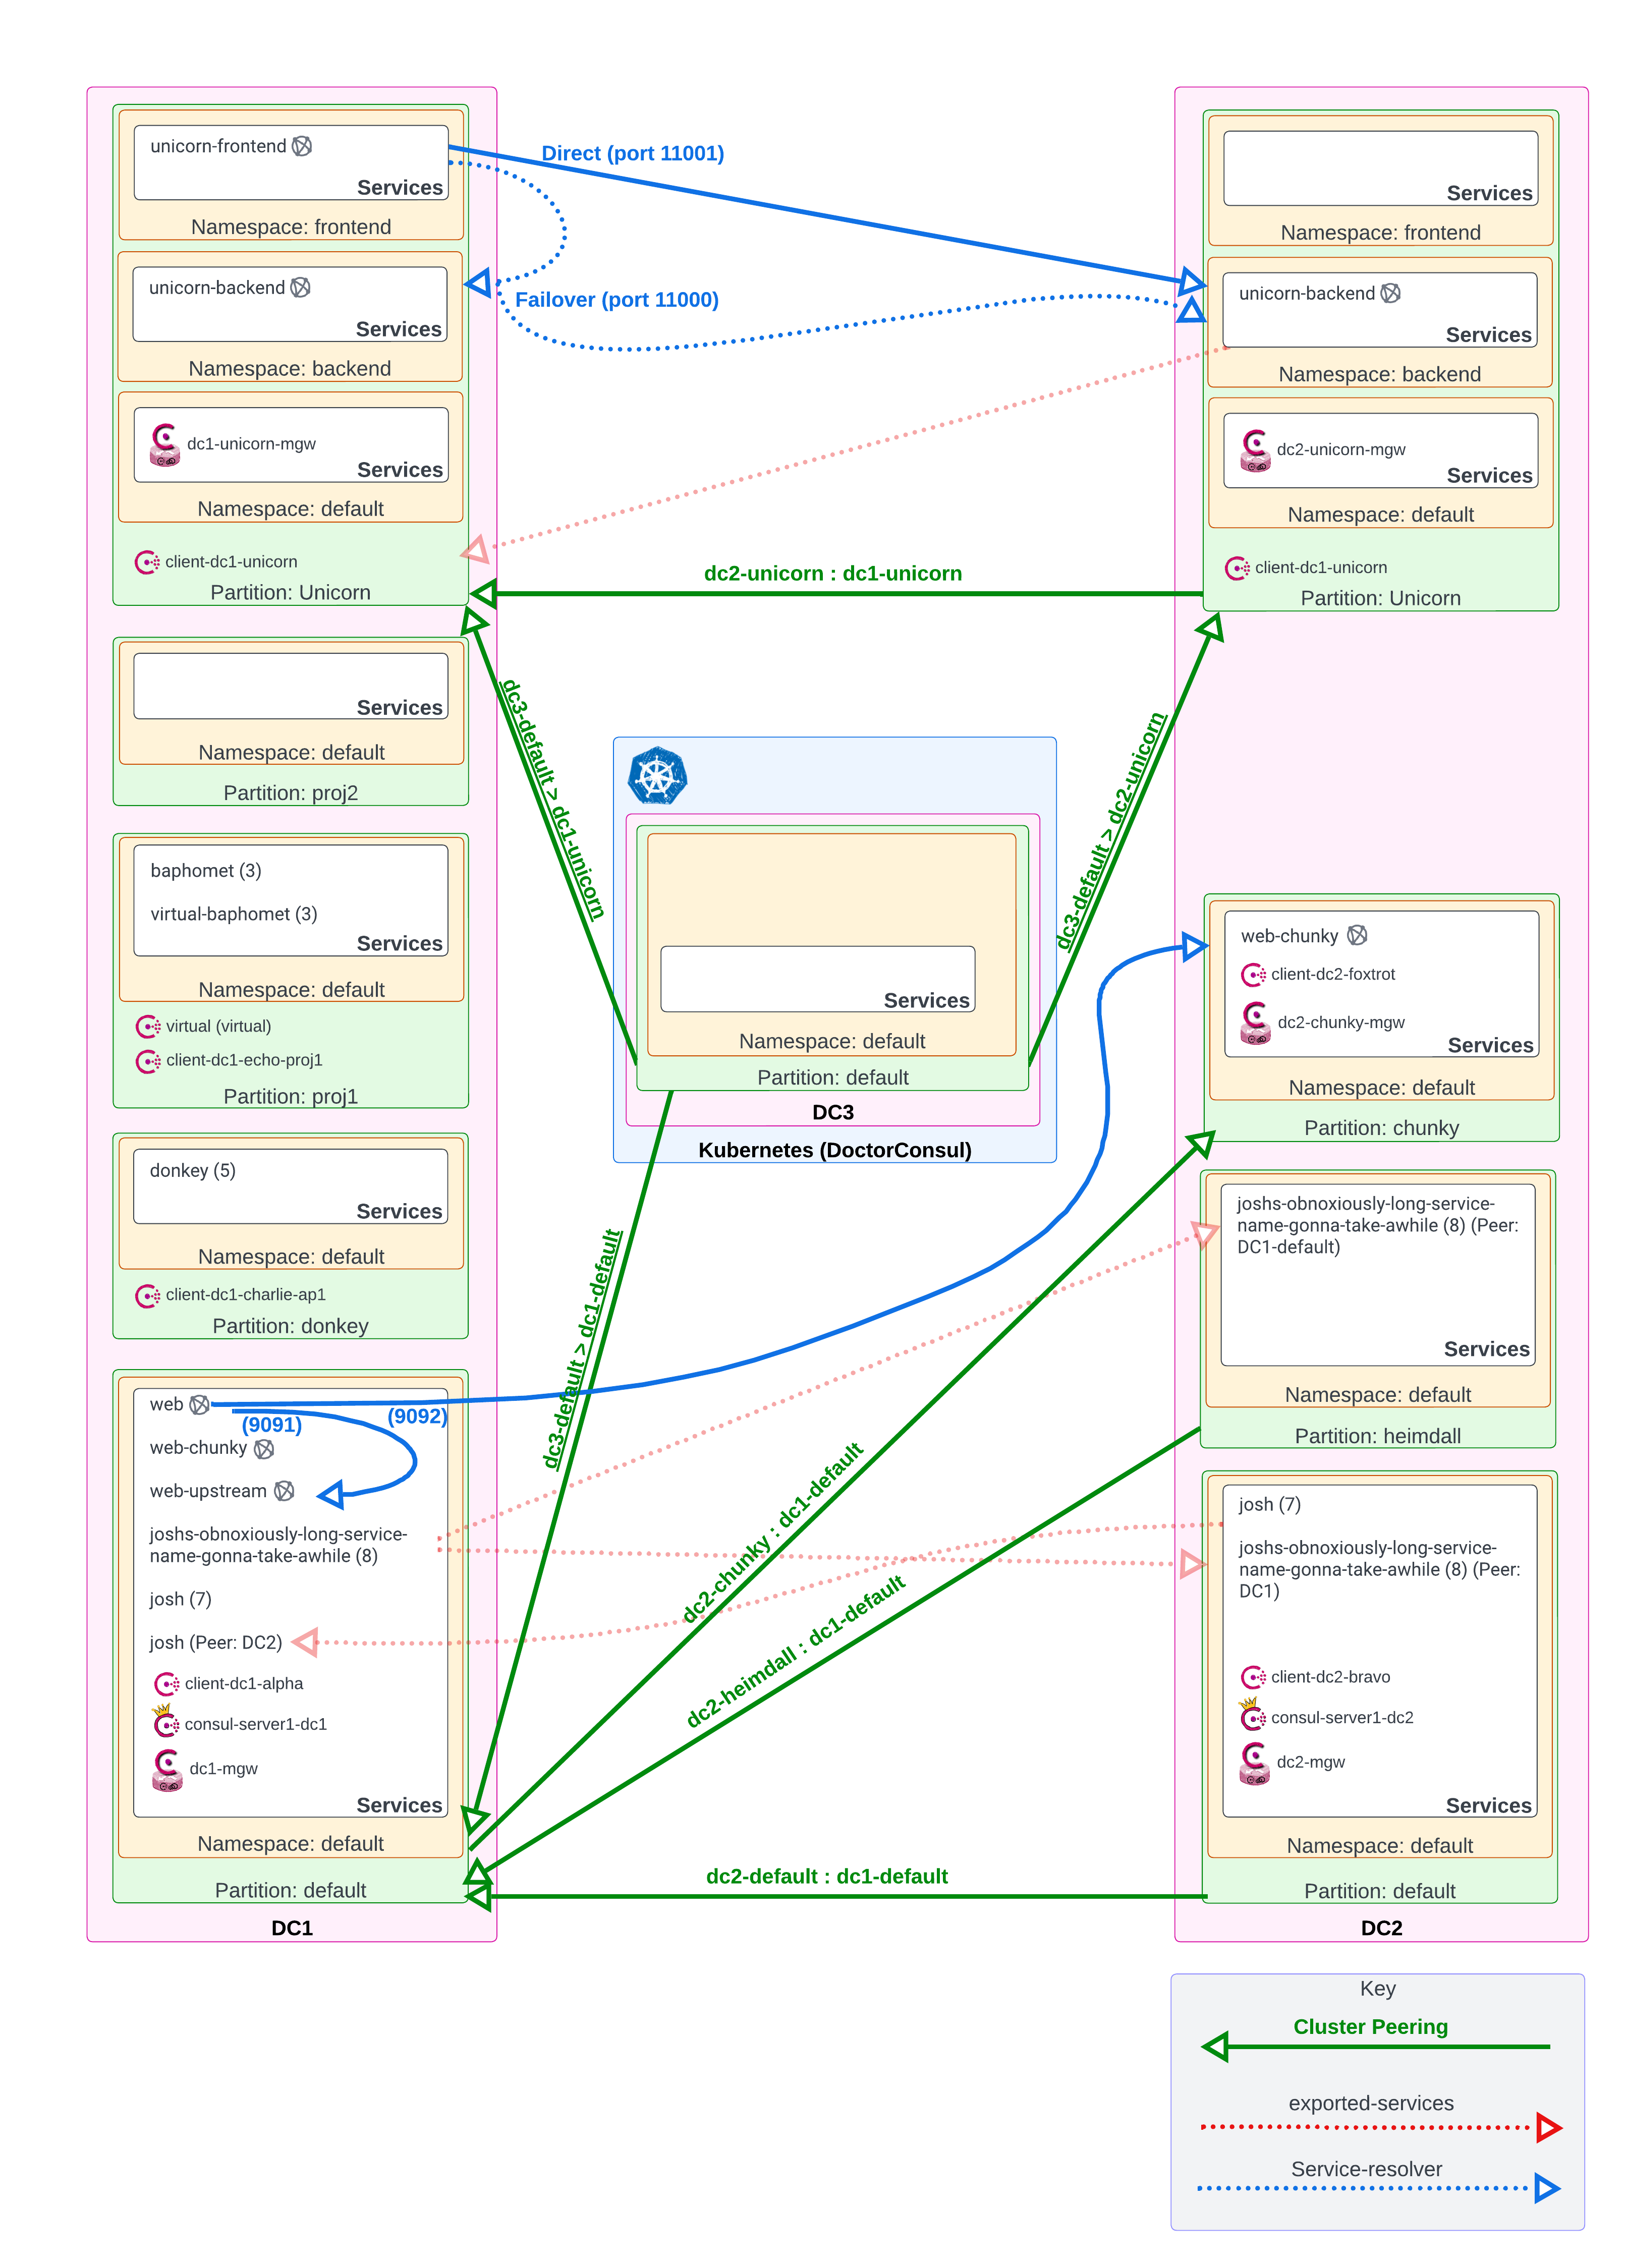 unicorn-frontend
Services
Namespace: frontend
unicorn-backend
Services
Namespace: backend
dc1-unicorn-mgw
Services
Namespace: default
client-dc1-unicorn
Partition: Unicorn
Services
Namespace: default
Partition: proj2
baphomet (3)
virtual-baphomet (3)
Services
Namespace: default
virtual (virtual)
client-dc1-echo-proj1
Partition: proj1
donkey (5)
Services
Namespace: default
client-dc1-charlie-ap1
Partition: donkey
web
(9091)
(9092)
web-chunky
web-upstream
joshs-obnoxiously-long-service-
name-gonna-take-awhile (8)
josh (7)
josh (Peer: DC2)
client-dc1-alpha
consul-server1-dc1
dc1-mgw
Services
Namespace: default
Partition: default
DC1
Direct (port 11001)
Failover (port 11000)
dc2-unicorn : dc1-unicorn
dc3-default > dc1-unicorn
dc3-default > dc2-unicorn
Services
Namespace: default
Partition: default
DC3
Kubernetes (DoctorConsul)
dc3-default > dc1-default
dc2-chunky : dc1-default
dc2-heimdall : dc1-default
dc2-default : dc1-default
Services
Namespace: frontend
unicorn-backend
Services
Namespace: backend
dc2-unicorn-mgw
Services
Namespace: default
client-dc1-unicorn
Partition: Unicorn
web-chunky
client-dc2-foxtrot
dc2-chunky-mgw
Services
Namespace: default
Partition: chunky
joshs-obnoxiously-long-service-
name-gonna-take-awhile (8) (Peer:
DC1-default)
Services
Namespace: default
Partition: heimdall
josh (7)
joshs-obnoxiously-long-service-
name-gonna-take-awhile (8) (Peer:
DC1)
client-dc2-bravo
consul-server1-dc2
dc2-mgw
Services
Namespace: default
Partition: default
DC2
Key
Cluster Peering
exported-services
Service-resolver